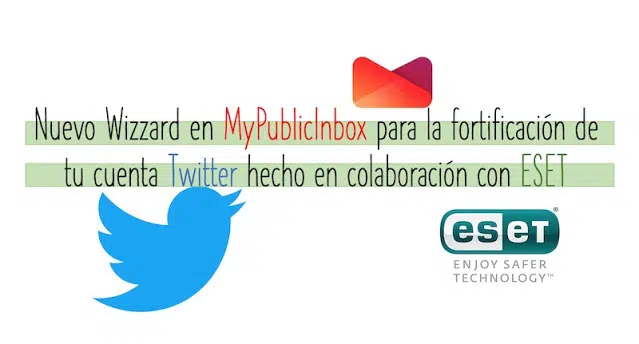 Nuevo Wizzard en MyPublicInbox para la fortificación de
tu cuenta Twitter hecho en colaboración con ESET
eseT®
ENJOY SAFER
TECHNOLOGY™